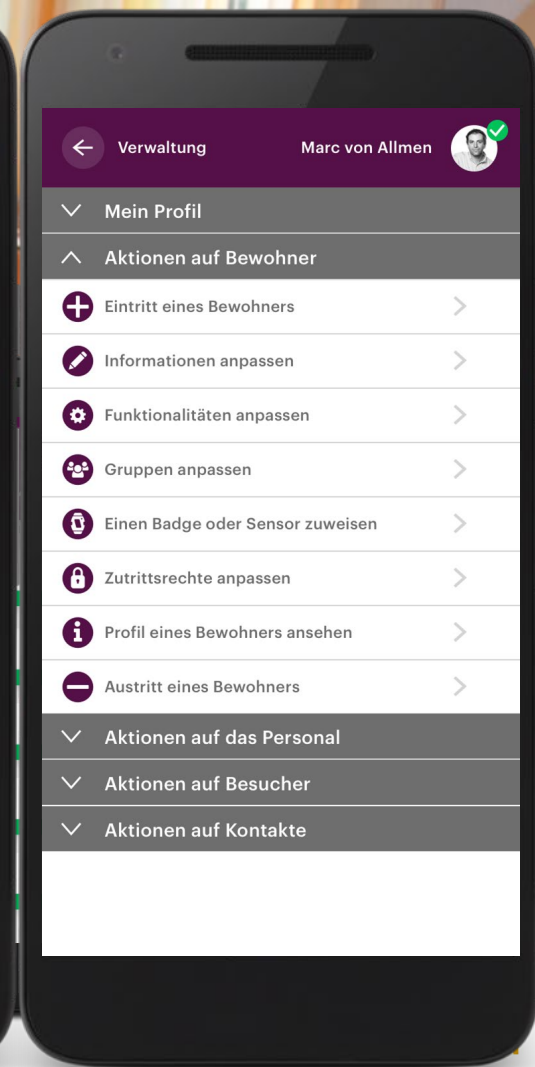 Verwaltung Marc von Allmen
Mein Profil
Aktionen auf Bewohner
Eintritt eines Bewohners
Informationen anpassen
Funktionalitäten anpassen
Gruppen anpassen
Einen Badge oder Sensor zuweisen
Zutrittsrechte anpassen
Profil eines Bewohners ansehen
Austritt eines Bewohners
Aktionen auf das Personal
Aktionen auf Besucher
Aktionen auf Kontakte